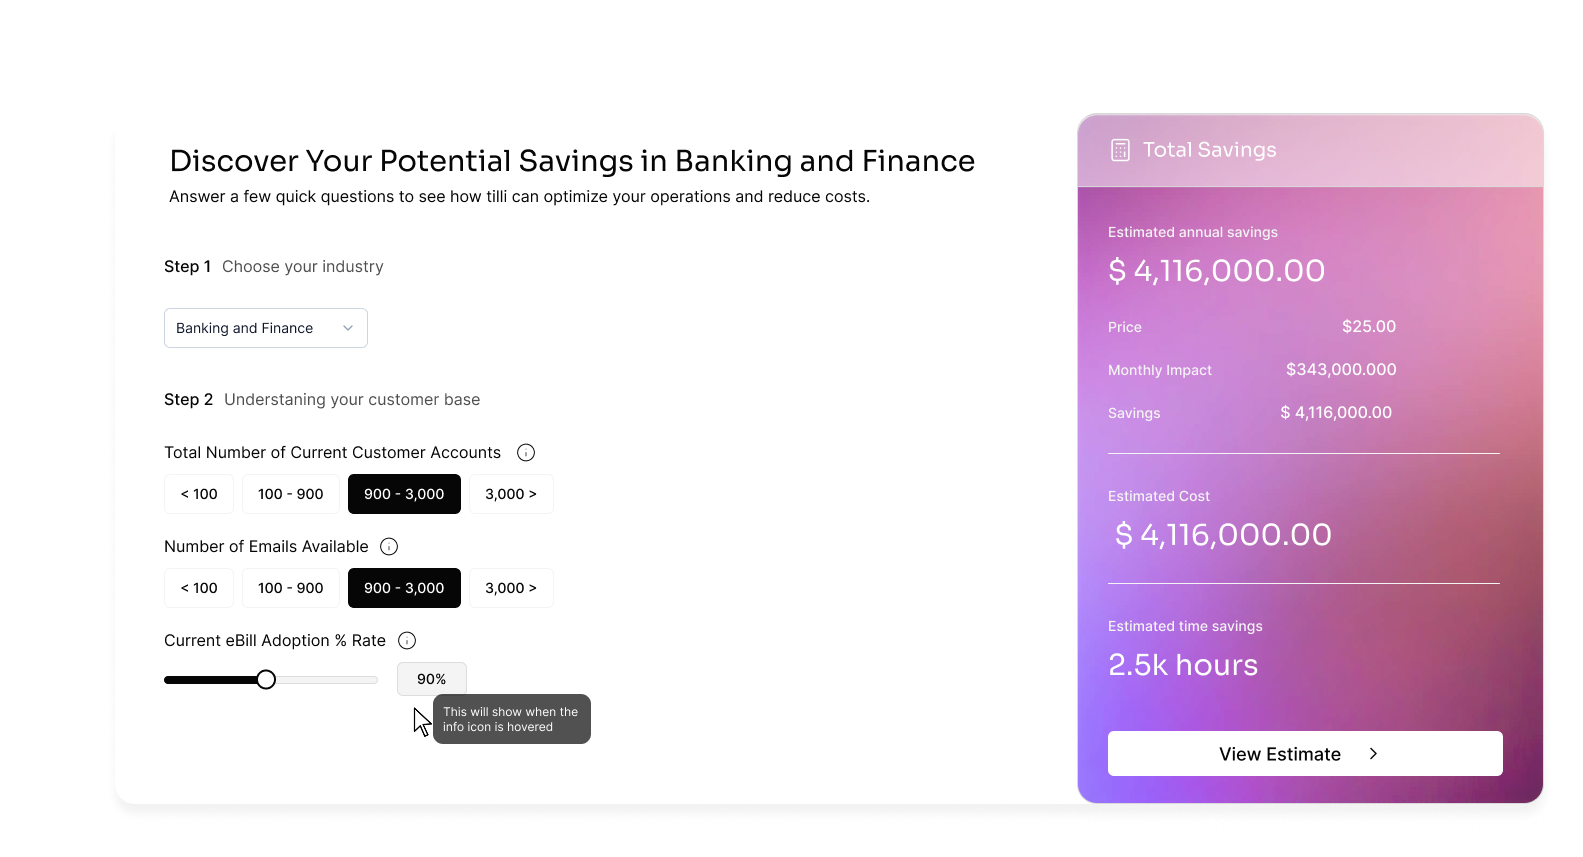 Discover Your Potential Savings in Banking and Finance
Answer a few quick questions to see how tilli can optimize your operations and reduce costs.
Step 1 Choose your industry
Banking and Finance
Step 2 Understaning your customer base
Total Number of Current Customer Accounts
< 100 100 - 900 900 - 3,000 3,000 >
Number of Emails Available
< 100 100 - 900 900 - 3,000 3,000 >
Current eBill Adoption % Rate
90%
This will show when the
info icon is hovered
Total Savings
Estimated annual savings
$ 4,116,000.00
Price $25.00
Monthly Impact $343,000.000
Savings $ 4,116,000.00
Estimated Cost
$ 4,116,000.00
Estimated time savings
2.5k hours
View Estimate